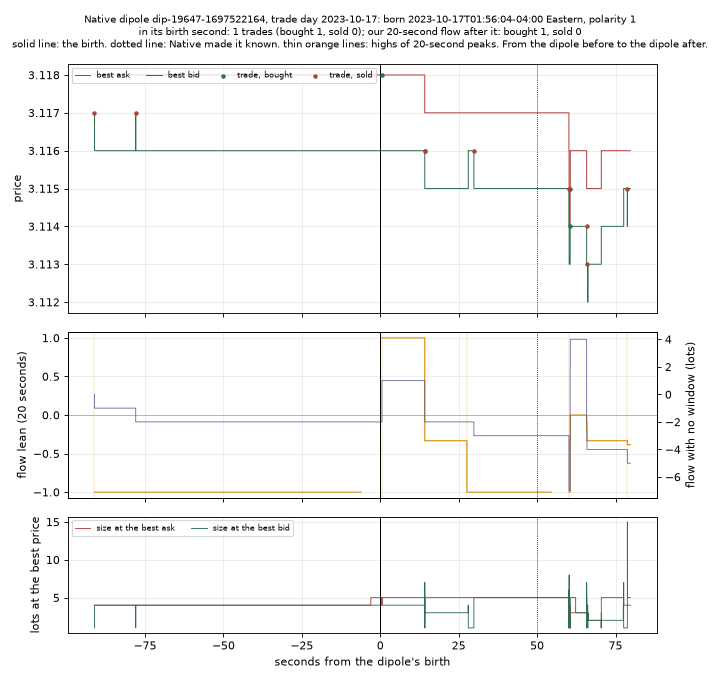 Native dipole dip-19647-1697522164, trade day 2023-10-17: born 2023-10-17T01:56:04-04:00 Eastern, polarity 1
in its birth second: 1 trades (bought 1, sold 0); our 20-second flow after it: bought 1, sold 0
solid line: the birth. dotted line: Native made it known. thin orange lines: highs of 20-second peaks. From the dipole before to the dipole after.
best ask best bid trade, bought trade, sold
3.118
3.117
3.116
3.115
3.114
3.113
3.112
price
1.0
0.5
0.0
−0.5
−1.0
flow lean (20 seconds)
4
2
0
−2
−4
−6
flow with no window (lots)
size at the best ask size at the best bid
15
10
5
lots at the best price
−75 −50 −25 0 25 50 75
seconds from the dipole's birth